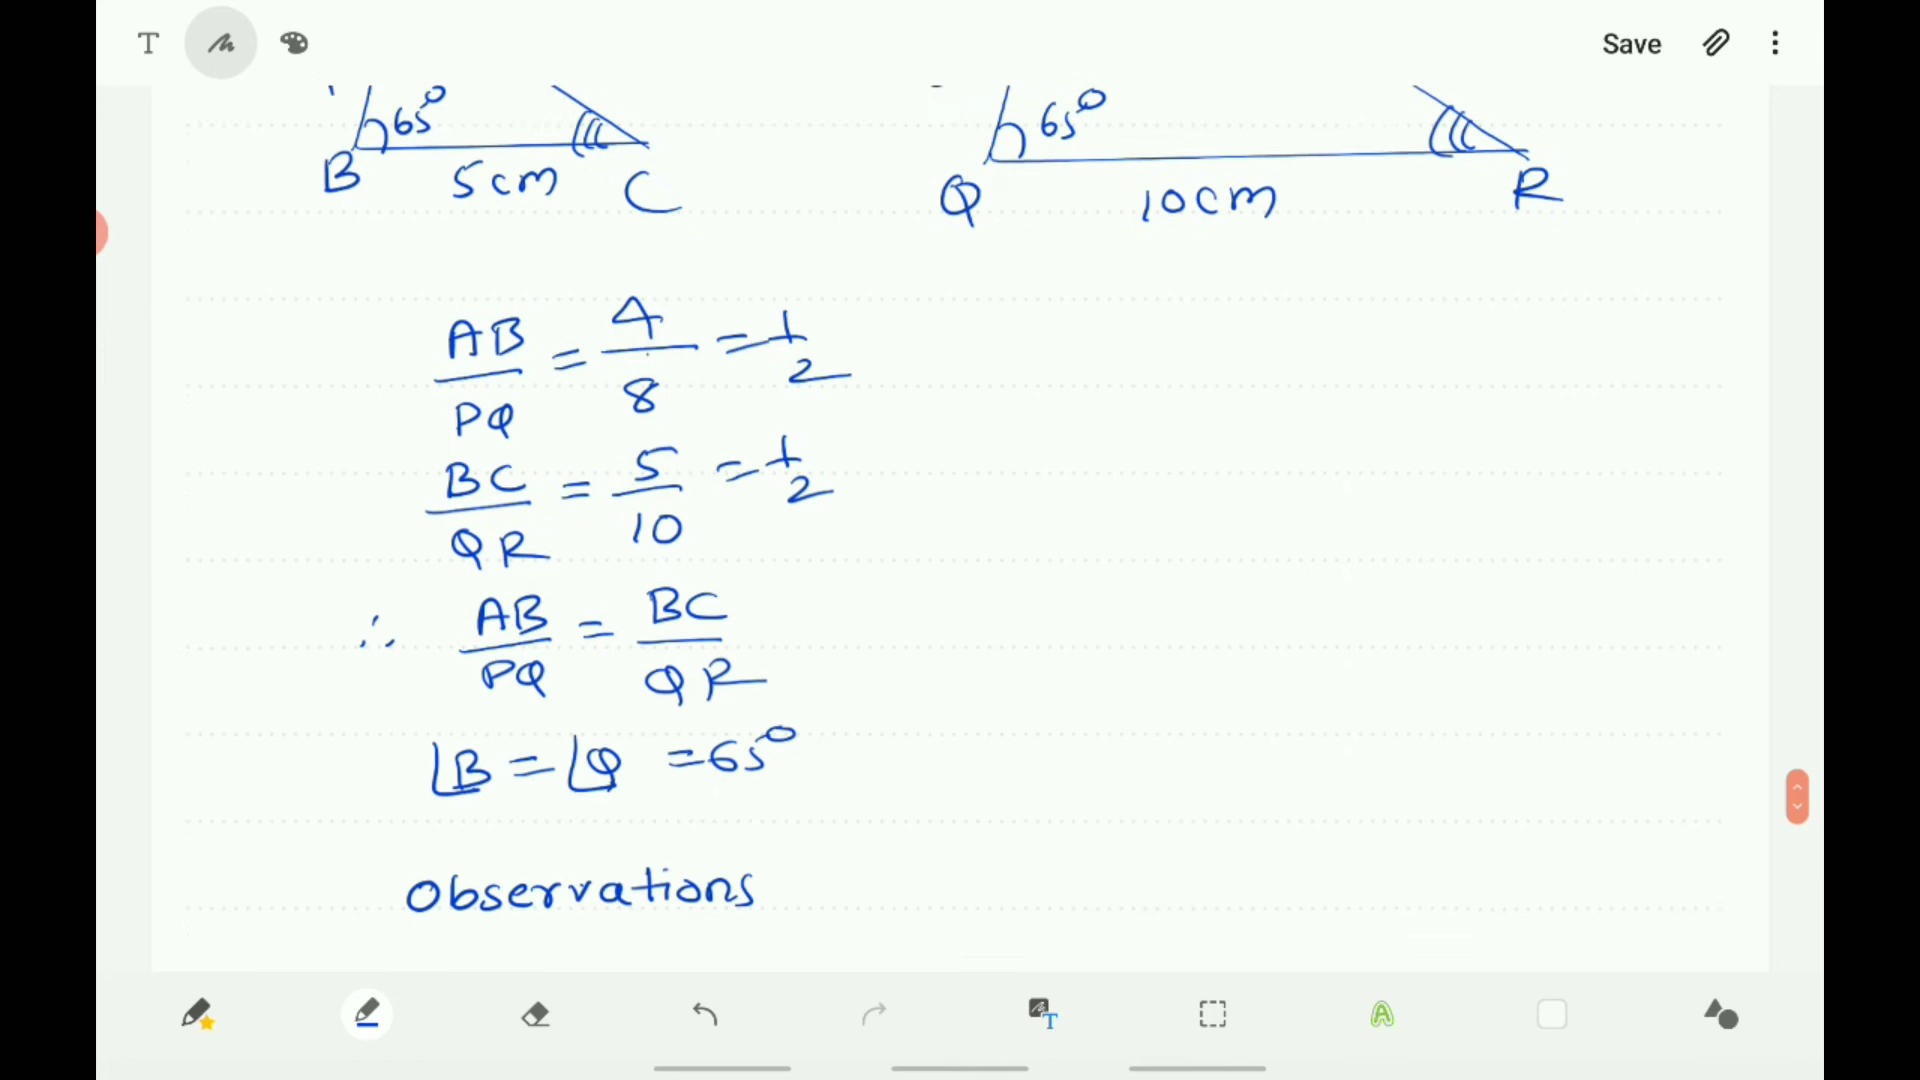 T Save
65° 65°
B 5cm C Q 10cm R
AB/PQ = 4/8 = 1/2
BC/QR = 5/10 = 1/2
∴ AB/PQ = BC/QR
∠B = ∠Q = 65°
Observations
T A